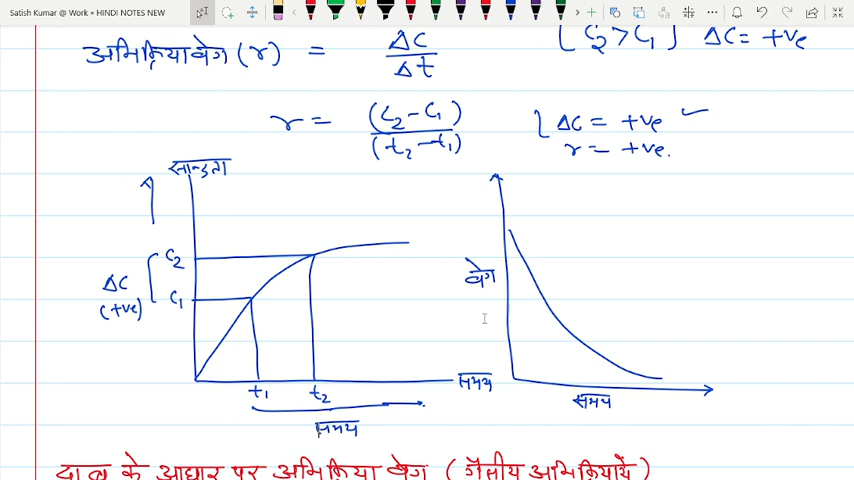 Satish Kumar @ Work » HINDI NOTES NEW
अभिक्रिया वेग (r) = ΔC/Δt [C2 > C1] ΔC = +ve
r = (C2 - C1)/(t2 - t1) [ΔC = +ve ✓
r = +ve.
सान्द्रता
C2
ΔC
C1
(+ve)
t1 t2 समय
समय
वेग
समय
दाब के आधार पर अभिक्रिया वेग (गैसीय अभिक्रियायें)